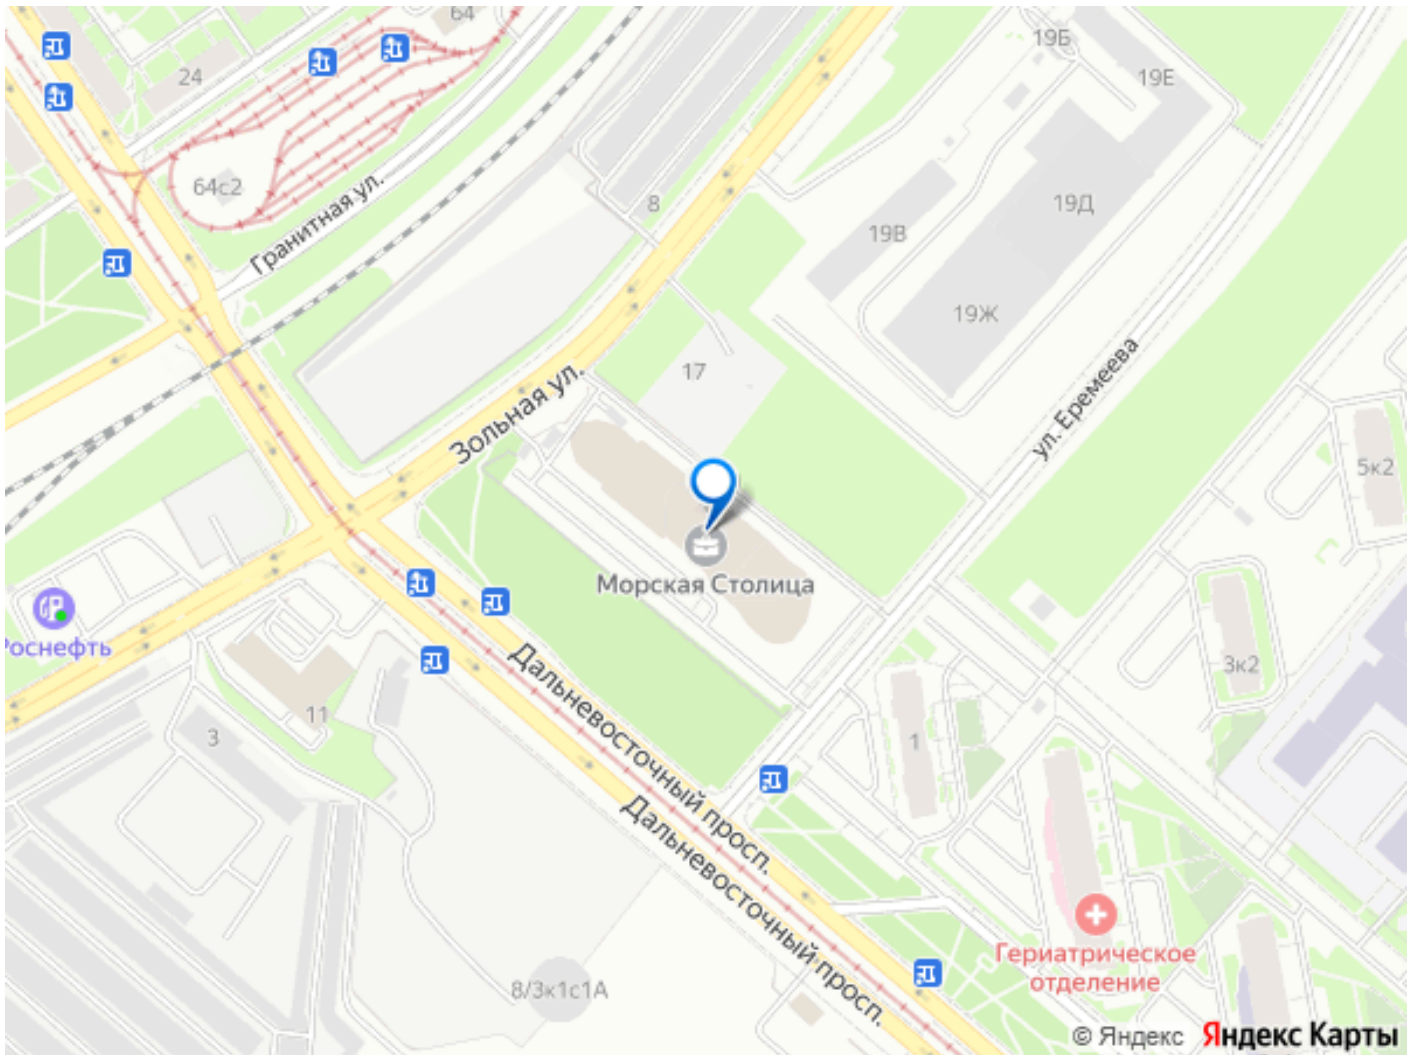 64
19Б
24
19Е
64с2
8
19Д
Гранитная ул.
19В
19Ж
17
ул. Еремеева
Зольная ул.
5к2
Морская Столица
Роснефть
3к2
Дальневосточный просп.
11
3
1
Дальневосточный просп.
Гериатрическое
отделение
8/3к1с1А
© Яндекс Яндекс Карты